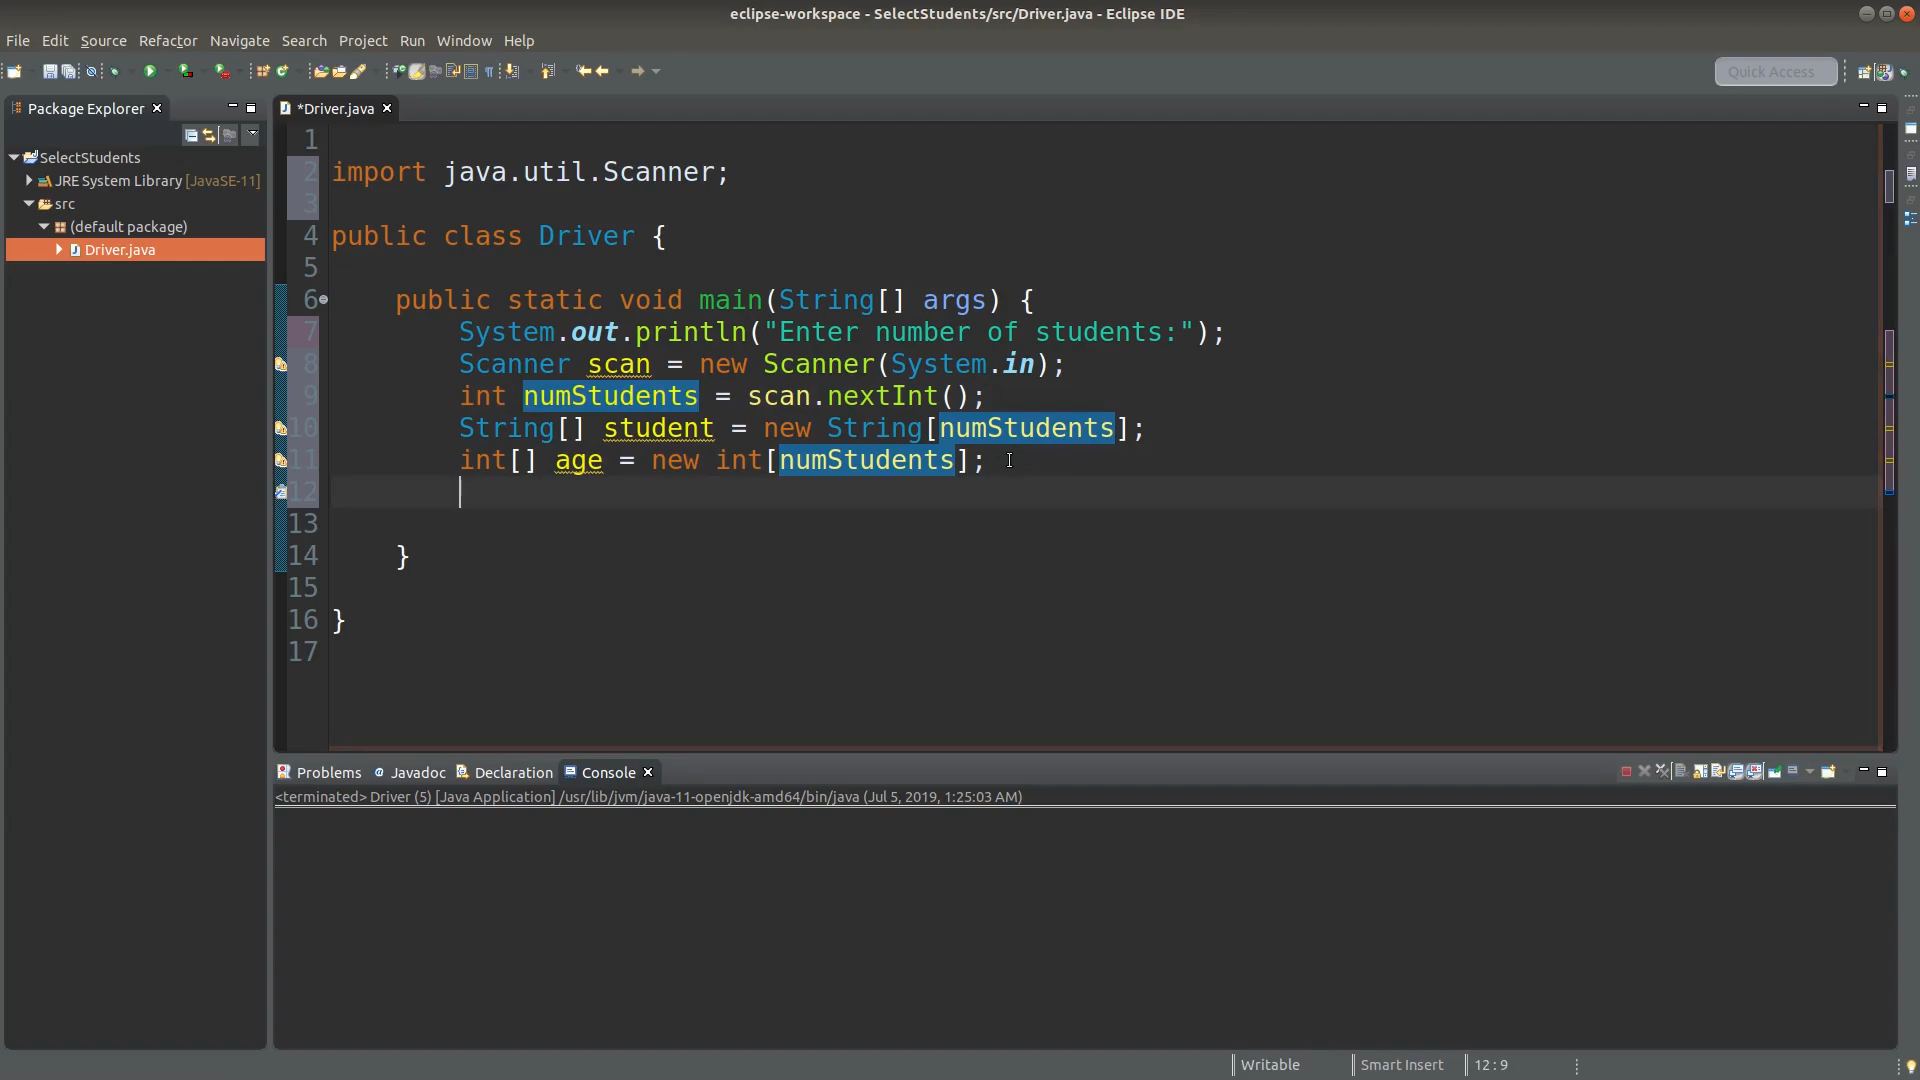 eclipse-workspace - SelectStudents/src/Driver.java - Eclipse IDE
File Edit Source Refactor Navigate Search Project Run Window Help
Quick Access
Package Explorer
*Driver.java
SelectStudents
JRE System Library [JavaSE-11]
src
(default package)
Driver.java
1
2 import java.util.Scanner;
3
4 public class Driver {
5
6 public static void main(String[] args) {
7 System.out.println("Enter number of students:");
8 Scanner scan = new Scanner(System.in);
9 int numStudents = scan.nextInt();
10 String[] student = new String[numStudents];
11 int[] age = new int[numStudents];
12
13
14 }
15
16 }
17
Problems @ Javadoc Declaration Console
<terminated> Driver (5) [Java Application] /usr/lib/jvm/java-11-openjdk-amd64/bin/java (Jul 5, 2019, 1:25:03 AM)
Writable Smart Insert 12 : 9